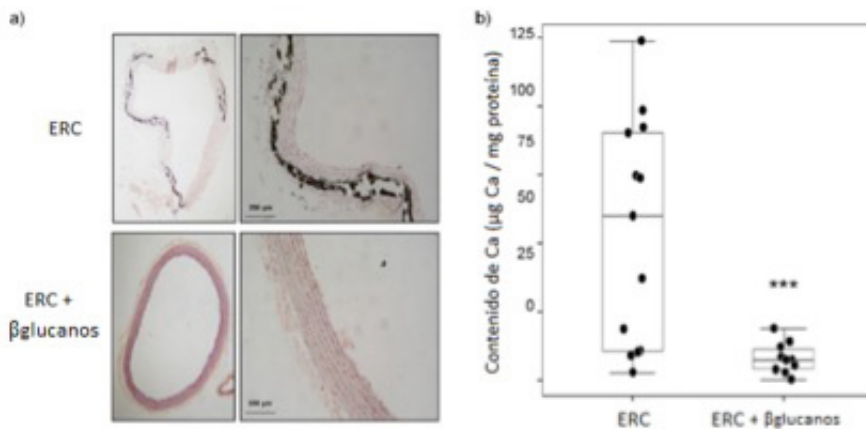 a)
ERC
ERC +
βglucanos
b)
Contenido de Ca (µg Ca / mg proteína)
125
100
75
50
25
0
***
ERC
ERC + βglucanos